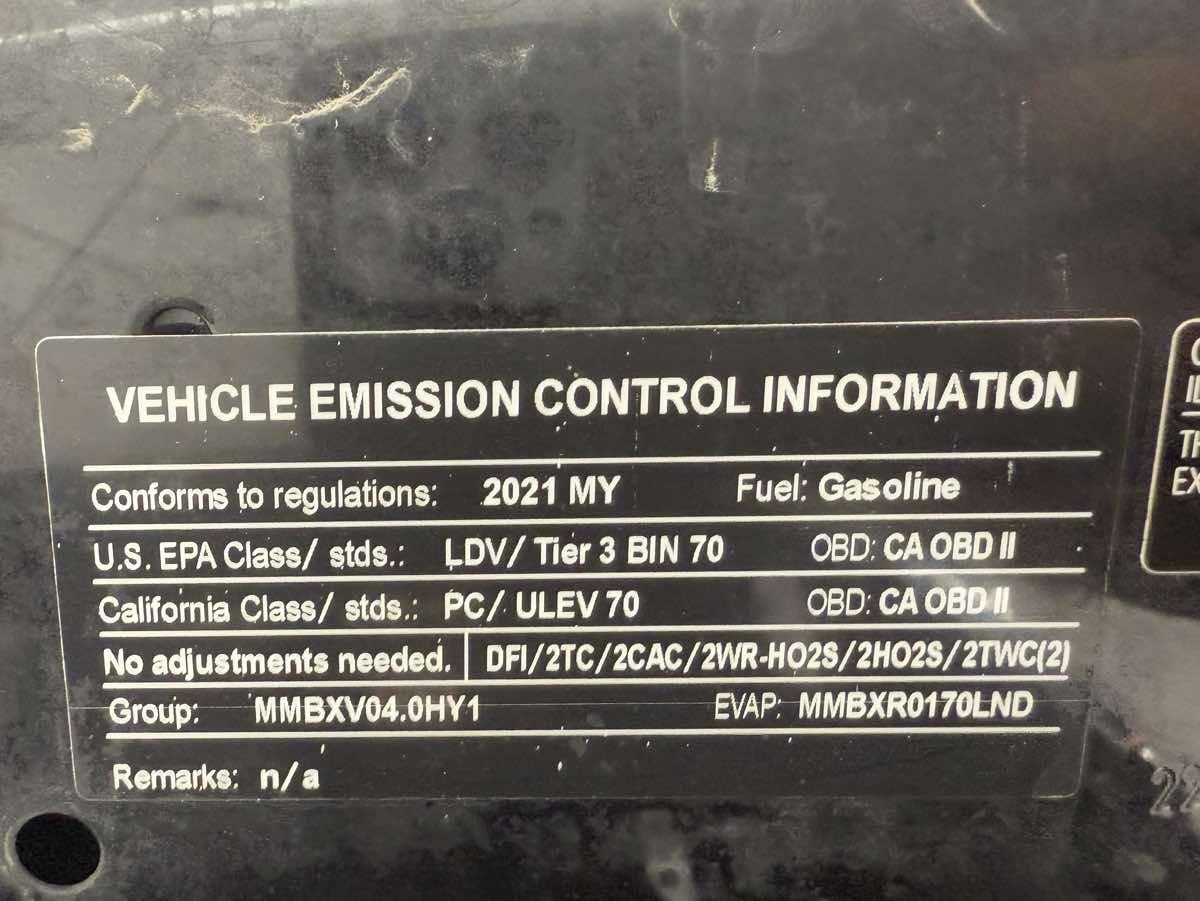 VEHICLE EMISSION CONTROL INFORMATION
Conforms to regulations: 2021 MY Fuel: Gasoline
U.S. EPA Class/ stds.: LDV/ Tier 3 BIN 70 OBD: CA OBD II
California Class/ stds.: PC/ ULEV 70 OBD: CA OBD II
No adjustments needed. DFI/2TC/2CAC/2WR-HO2S/2HO2S/2TWC(2)
Group: MMBXV04.0HY1 EVAP: MMBXR0170LND
Remarks: n/a